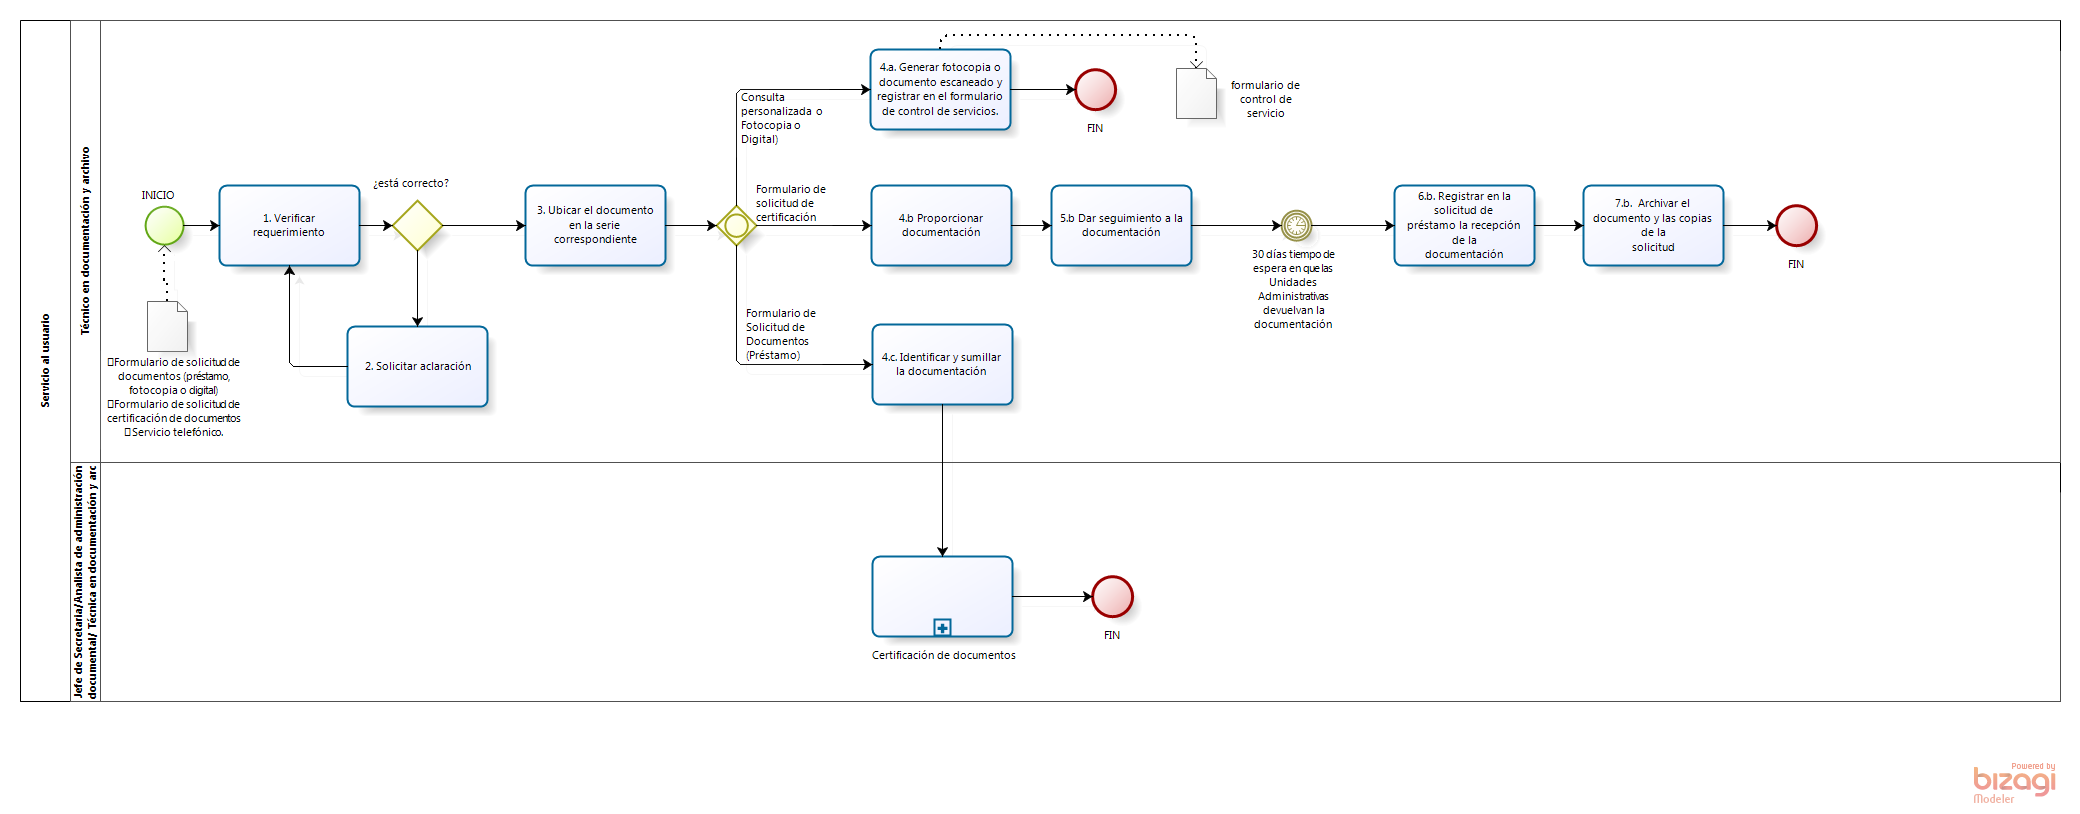 Servicio al usuario
Técnico en documentación y archivo
INICIO
Formulario de solicitud de
documentos (préstamo,
fotocopia o digital)
Formulario de solicitud de
certificación de documentos
Servicio telefónico.
1. Verificar
requerimiento
¿está correcto?
2. Solicitar aclaración
3. Ubicar el documento
en la serie
correspondiente
Consulta
personalizada o
Fotocopia o
Digital)
4.a. Generar fotocopia o
documento escaneado y
registrar en el formulario
de control de servicios.
FIN
formulario de
control de
servicio
Formulario de
solicitud de
certificación
4.b Proporcionar
documentación
5.b Dar seguimiento a la
documentación
30 días tiempo de
espera en que las
Unidades
Administrativas
devuelvan la
documentación
6.b. Registrar en la
solicitud de
préstamo la recepción
de la
documentación
7.b. Archivar el
documento y las copias
de la
solicitud
FIN
Formulario de
Solicitud de
Documentos
(Préstamo)
4.c. Identificar y sumillar
la documentación
Jefe de Secretaria/Analista de administración
documental/ Técnica en documentación y arc
Certificación de documentos
FIN
Powered by
bizagi
Modeler